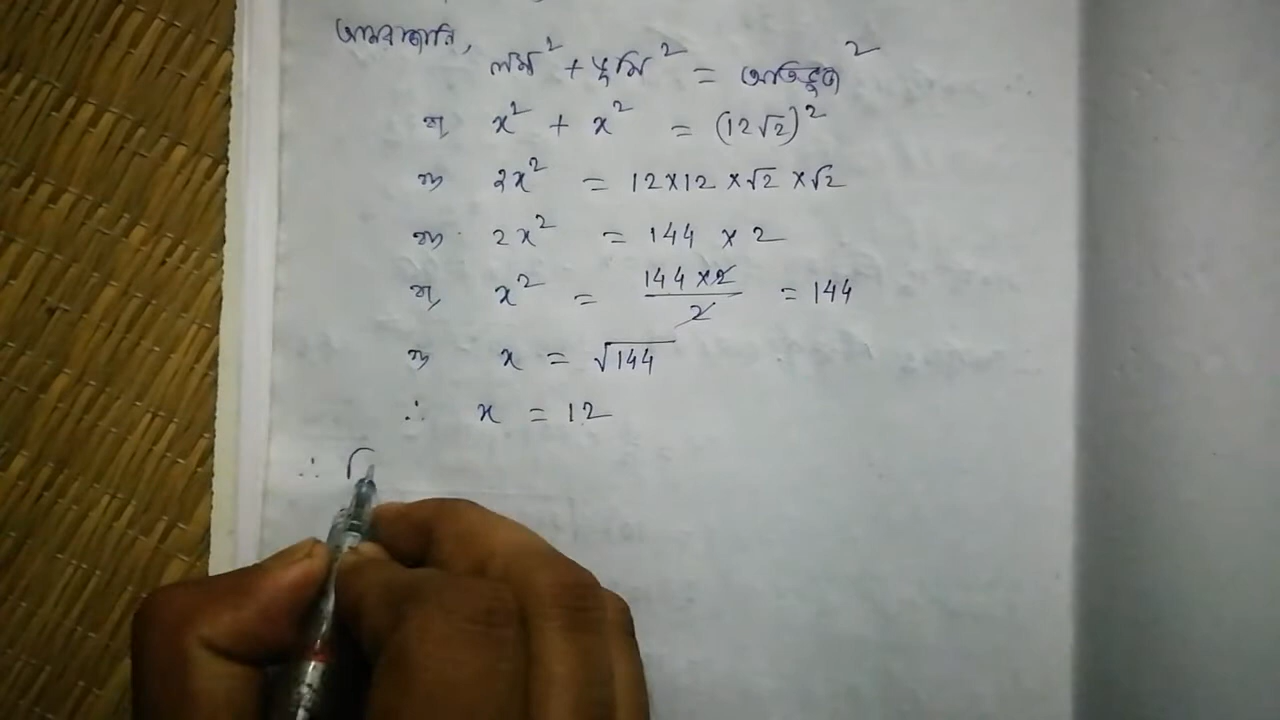 আমরা জানি,
লম্ব² + ভূমি² = অতিভুজ²
বা, x² + x² = (12√2)²
বা, 2x² = 12×12×√2×√2
বা, 2x² = 144 × 2
বা, x² = 144×2/2 = 144
বা, x = √144
∴ x = 12
∴